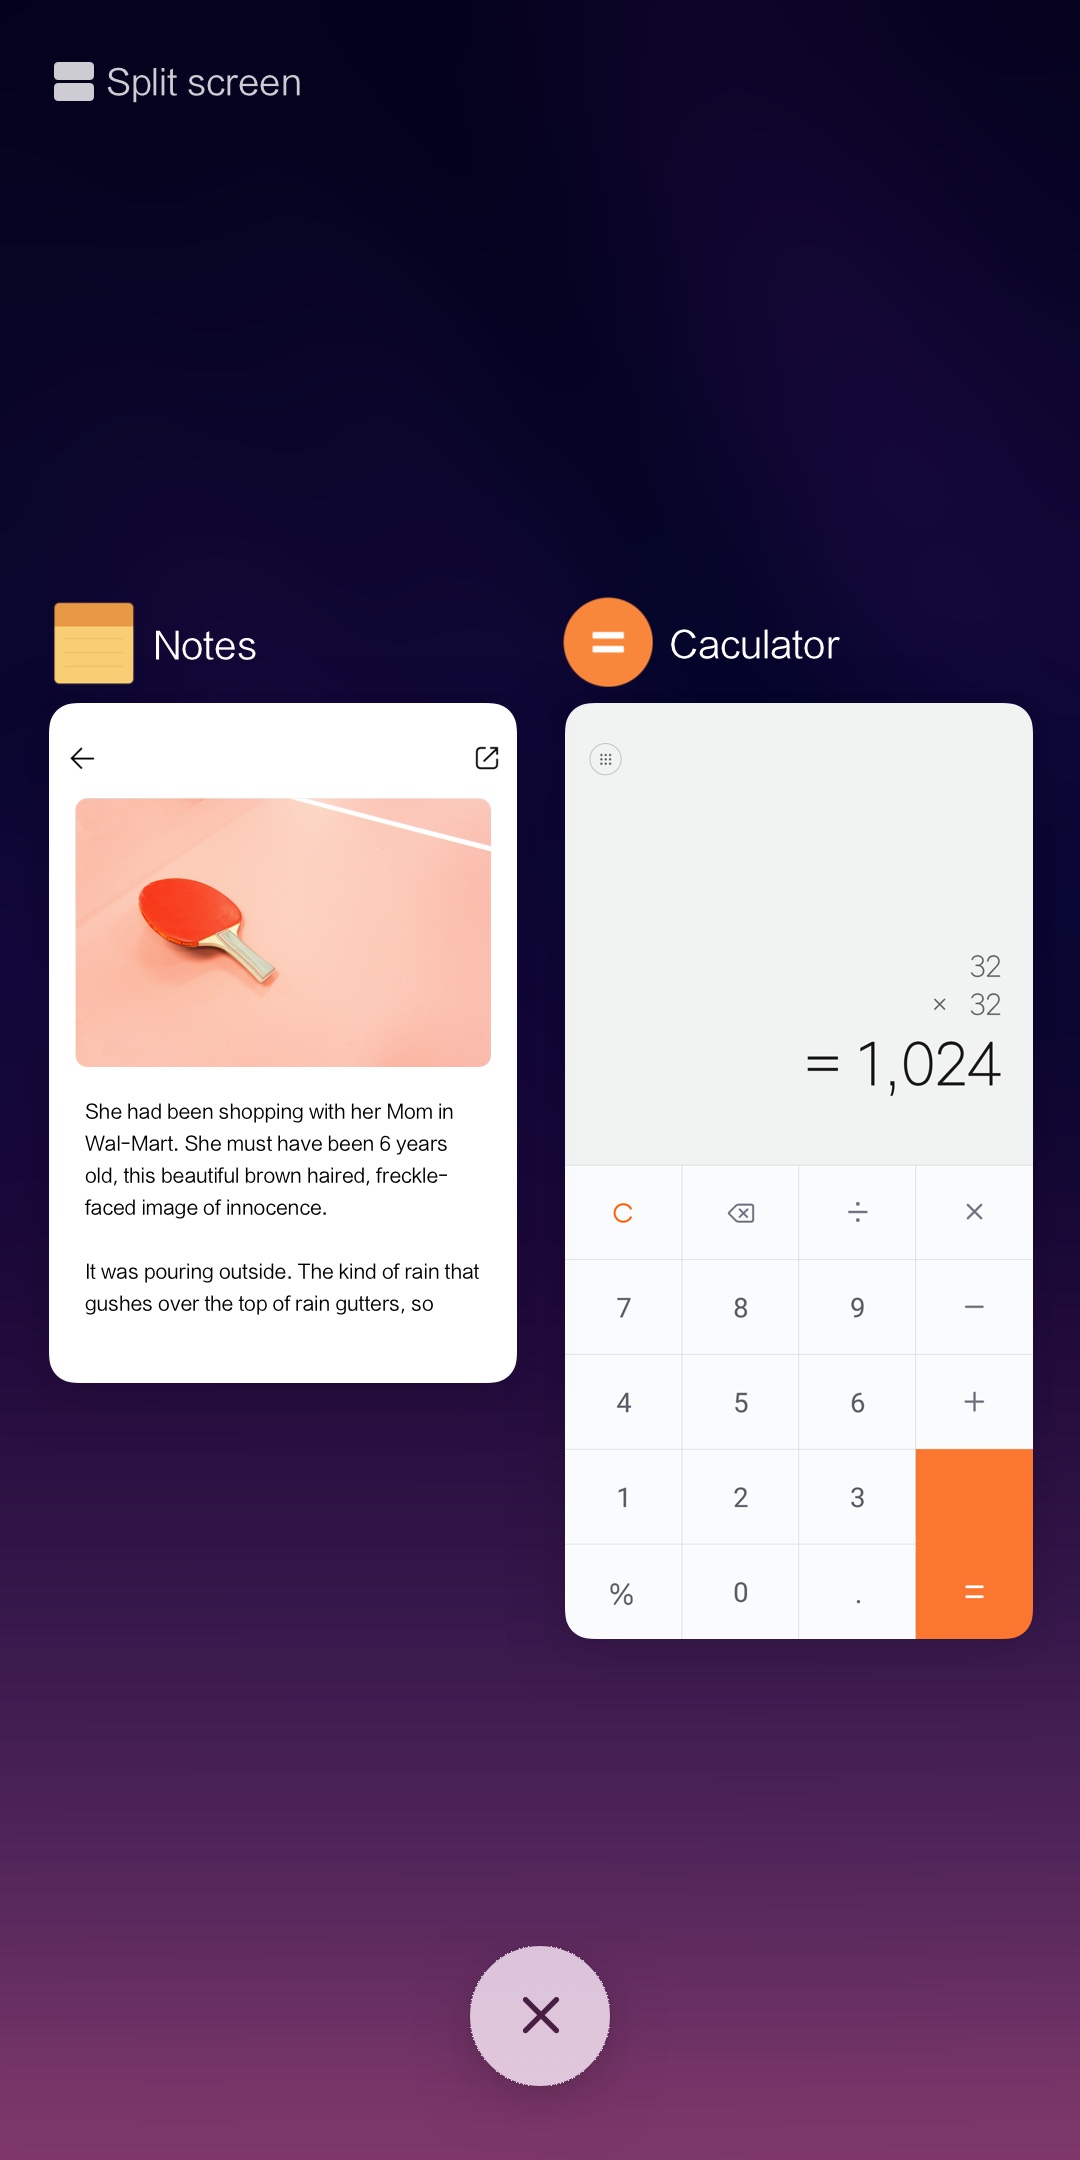 Split screen
Notes
She had been shopping with her Mom in
Wal-Mart. She must have been 6 years
old, this beautiful brown haired, freckle-
faced image of innocence.
It was pouring outside. The kind of rain that
gushes over the top of rain gutters, so
Caculator
32
× 32
= 1,024
C ÷ ×
7 8 9 −
4 5 6 +
1 2 3
% 0 . =